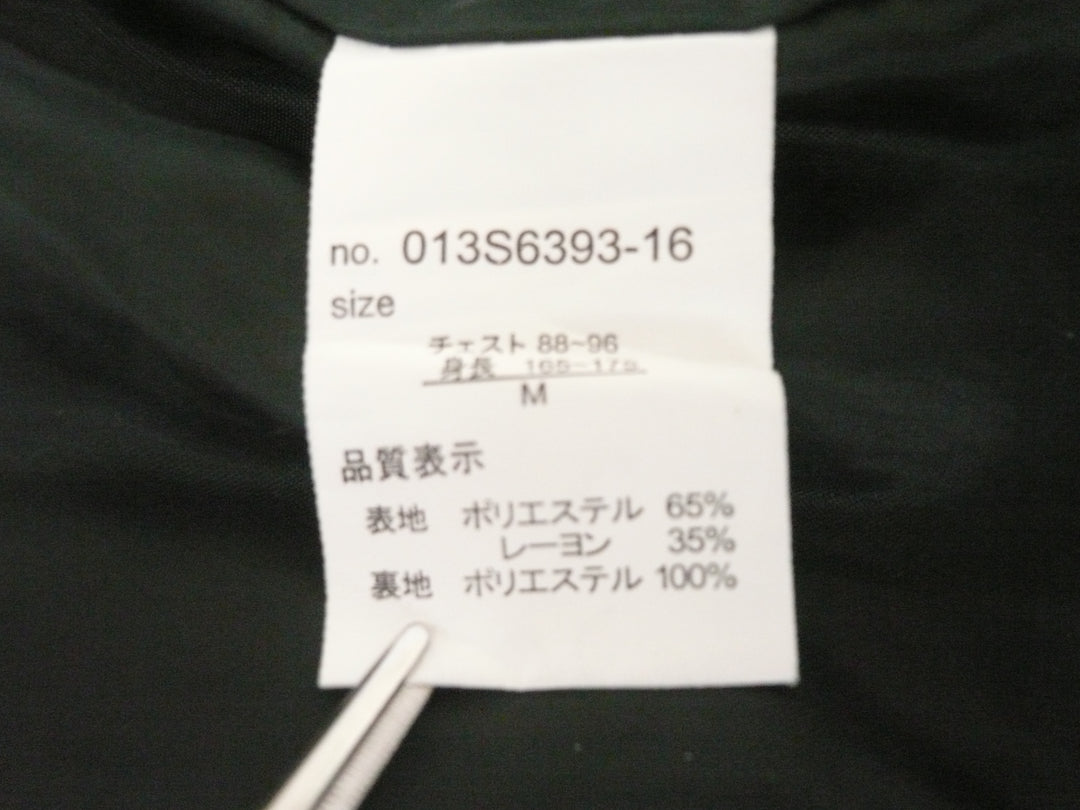 no. 013S6393-16
size
チェスト 88~96
身長 165~175
M
品質表示
表地 ポリエステル 65%
レーヨン 35%
裏地 ポリエステル 100%